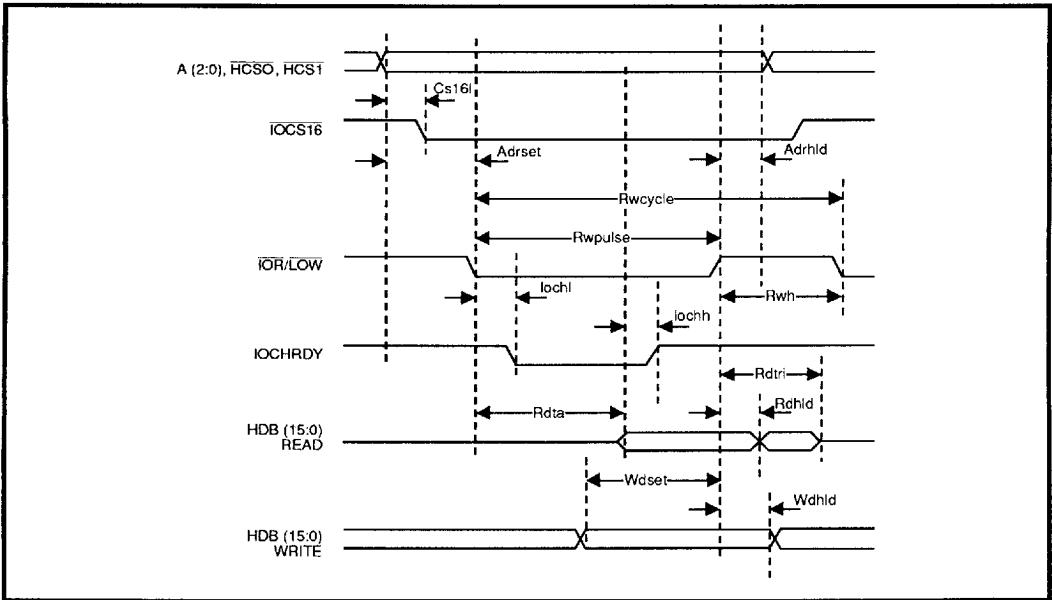 A (2:0), HCSO, HCS1
Cs16l
IOCS16
Adrset
Adrhld
Rwcycle
Rwpulse
IOR/LOW
Iochl
Rwh
iochh
IOCHRDY
Rdtri
Rdta
Rdhld
HDB (15:0)
READ
Wdset
Wdhld
HDB (15:0)
WRITE